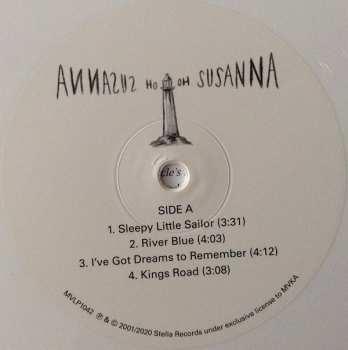 SUSANNA HO OH SUSANNA
cle's
SIDE A
1. Sleepy Little Sailor (3:31)
2. River Blue (4:03)
3. I've Got Dreams to Remember (4:12)
4. Kings Road (3:08)
MVLP1042 ℗ & © 2001/2020 Stella Records under exclusive license to MVKA